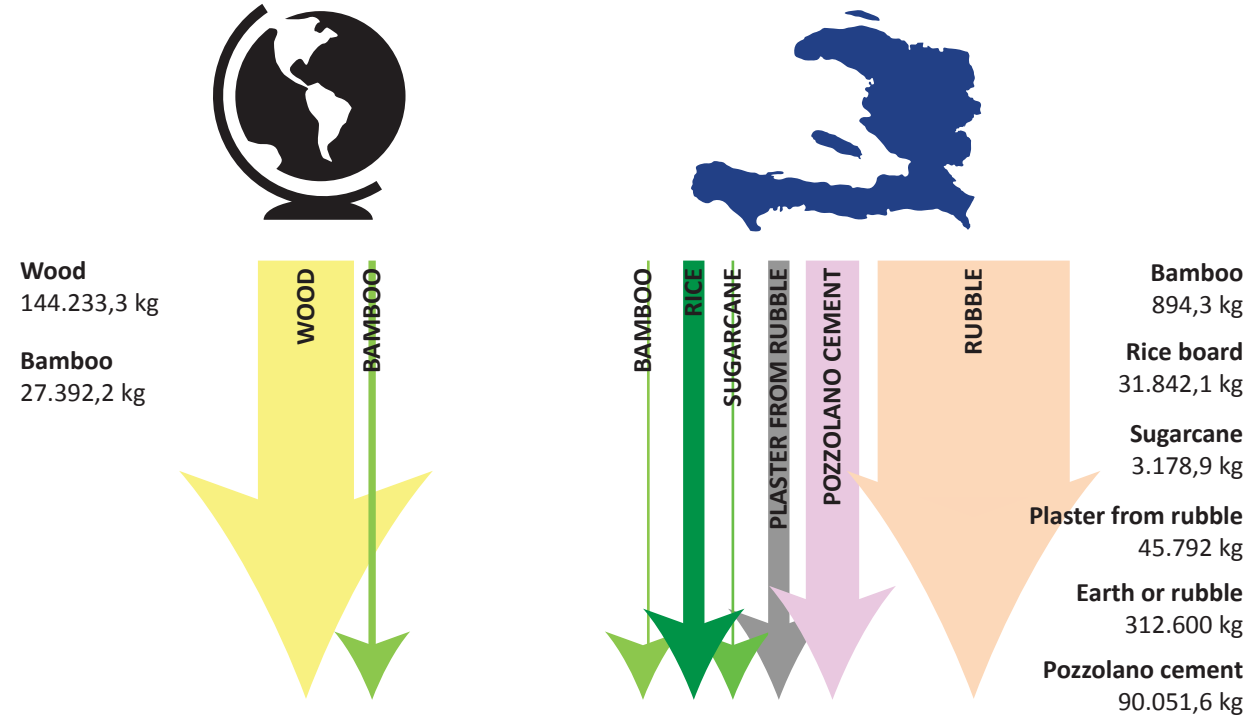 Wood
144.233,3 kg
Bamboo
27.392,2 kg
WOOD
BAMBOO
BAMBOO
RICE
SUGARCANE
PLASTER FROM RUBBLE
POZZOLANO CEMENT
RUBBLE
Bamboo
894,3 kg
Rice board
31.842,1 kg
Sugarcane
3.178,9 kg
Plaster from rubble
45.792 kg
Earth or rubble
312.600 kg
Pozzolano cement
90.051,6 kg